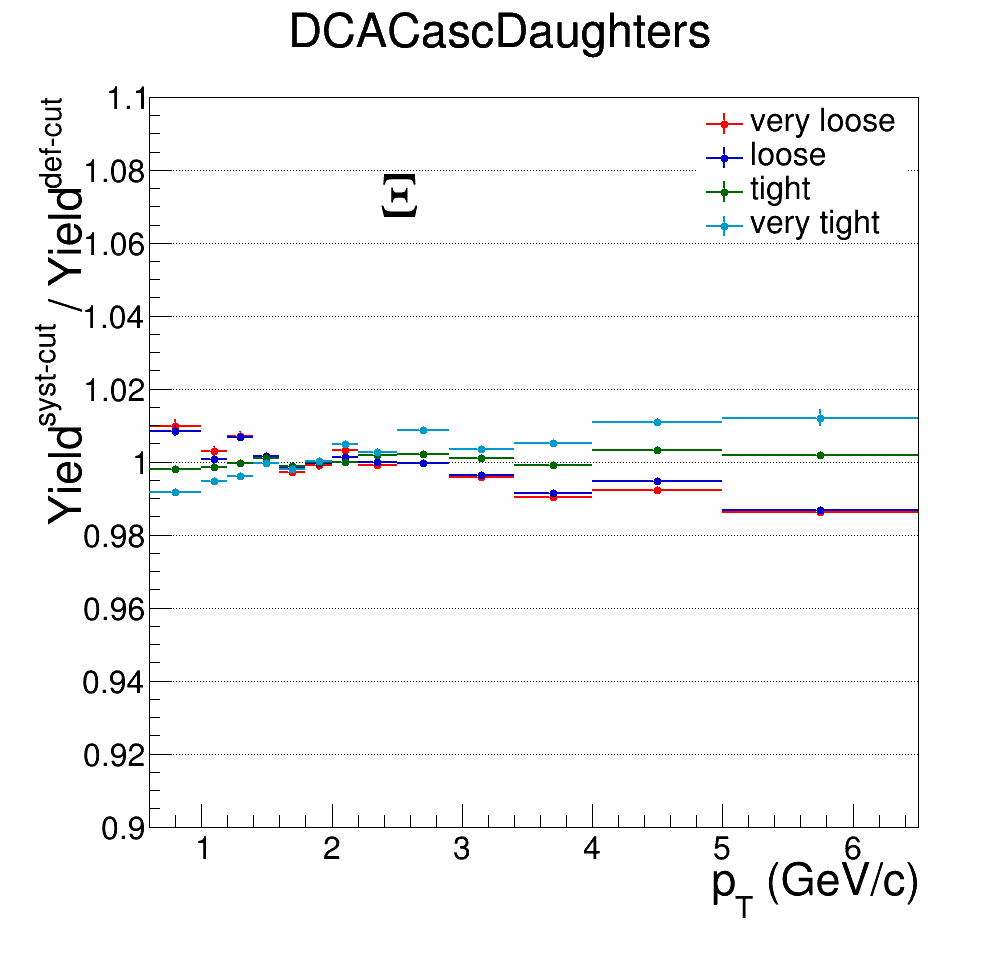 DCACascDaughters
Yield^syst-cut / Yield^def-cut
1.1
1.08
1.06
1.04
1.02
1
0.98
0.96
0.94
0.92
0.9
Ξ
very loose
loose
tight
very tight
1 2 3 4 5 6
p_T (GeV/c)